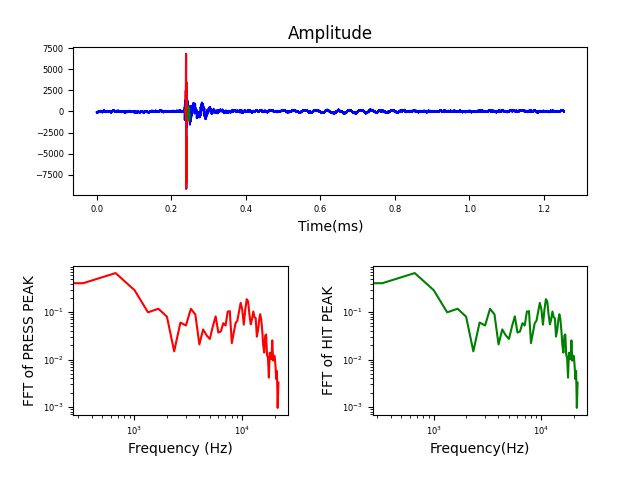 Amplitude
7500
5000
2500
0
−2500
−5000
−7500
0.0 0.2 0.4 0.6 0.8 1.0 1.2
Time(ms)
FFT of PRESS PEAK
10⁻¹
10⁻²
10⁻³
10³ 10⁴
Frequency (Hz)
FFT of HIT PEAK
10⁻¹
10⁻²
10⁻³
10³ 10⁴
Frequency(Hz)